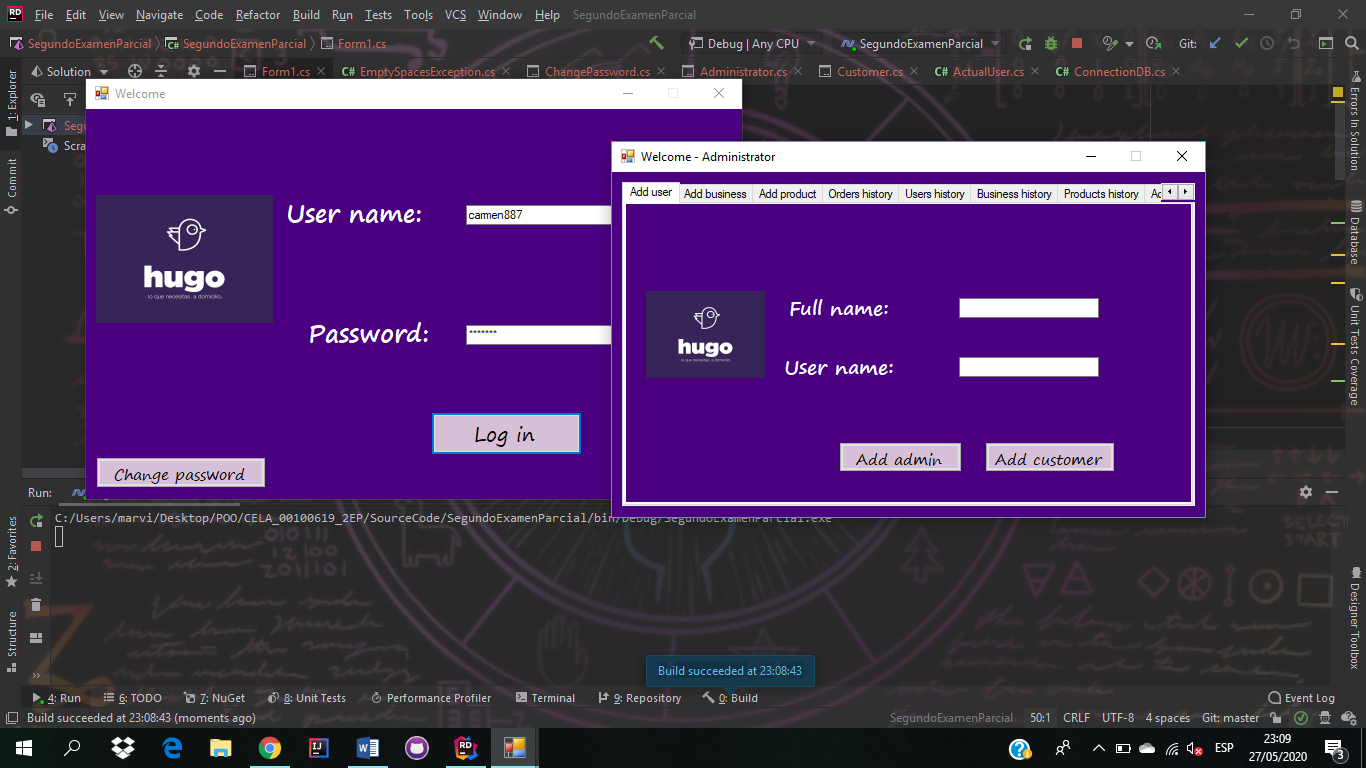 File Edit View Navigate Code Refactor Build Run Tests Tools VCS Window Help SegundoExamenParcial
SegundoExamenParcial SegundoExamenParcial Form1.cs Debug | Any CPU SegundoExamenParcial Git:
Solution Form1.cs EmptySpacesException.cs ChangePassword.cs Administrator.cs Customer.cs ActualUser.cs ConnectionDB.cs
1: Explorer
Commit
2: Favorites
Structure
Segu
Scra
Welcome
User name: carmen887
hugo
lo que necesitas. a domicilio.
Password: *******
Log in
Change password
Welcome - Administrator
Add user Add business Add product Orders history Users history Business history Products history Ac
Full name:
hugo
lo que necesitas. a domicilio.
User name:
Add admin Add customer
Errors In Solution
Database
Unit Tests Coverage
Designer Toolbox
Run:
C:/Users/marvi/Desktop/POO/CELA_00100619_2EP/SourceCode/SegundoExamenParcial/bin/Debug/SegundoExamenParcial.exe
SELECT
START
Build succeeded at 23:08:43
4: Run 6: TODO 7: NuGet 8: Unit Tests Performance Profiler Terminal 9: Repository 0: Build Event Log
Build succeeded at 23:08:43 (moments ago) SegundoExamenParcial 50:1 CRLF UTF-8 4 spaces Git: master
ESP 23:09
27/05/2020 3